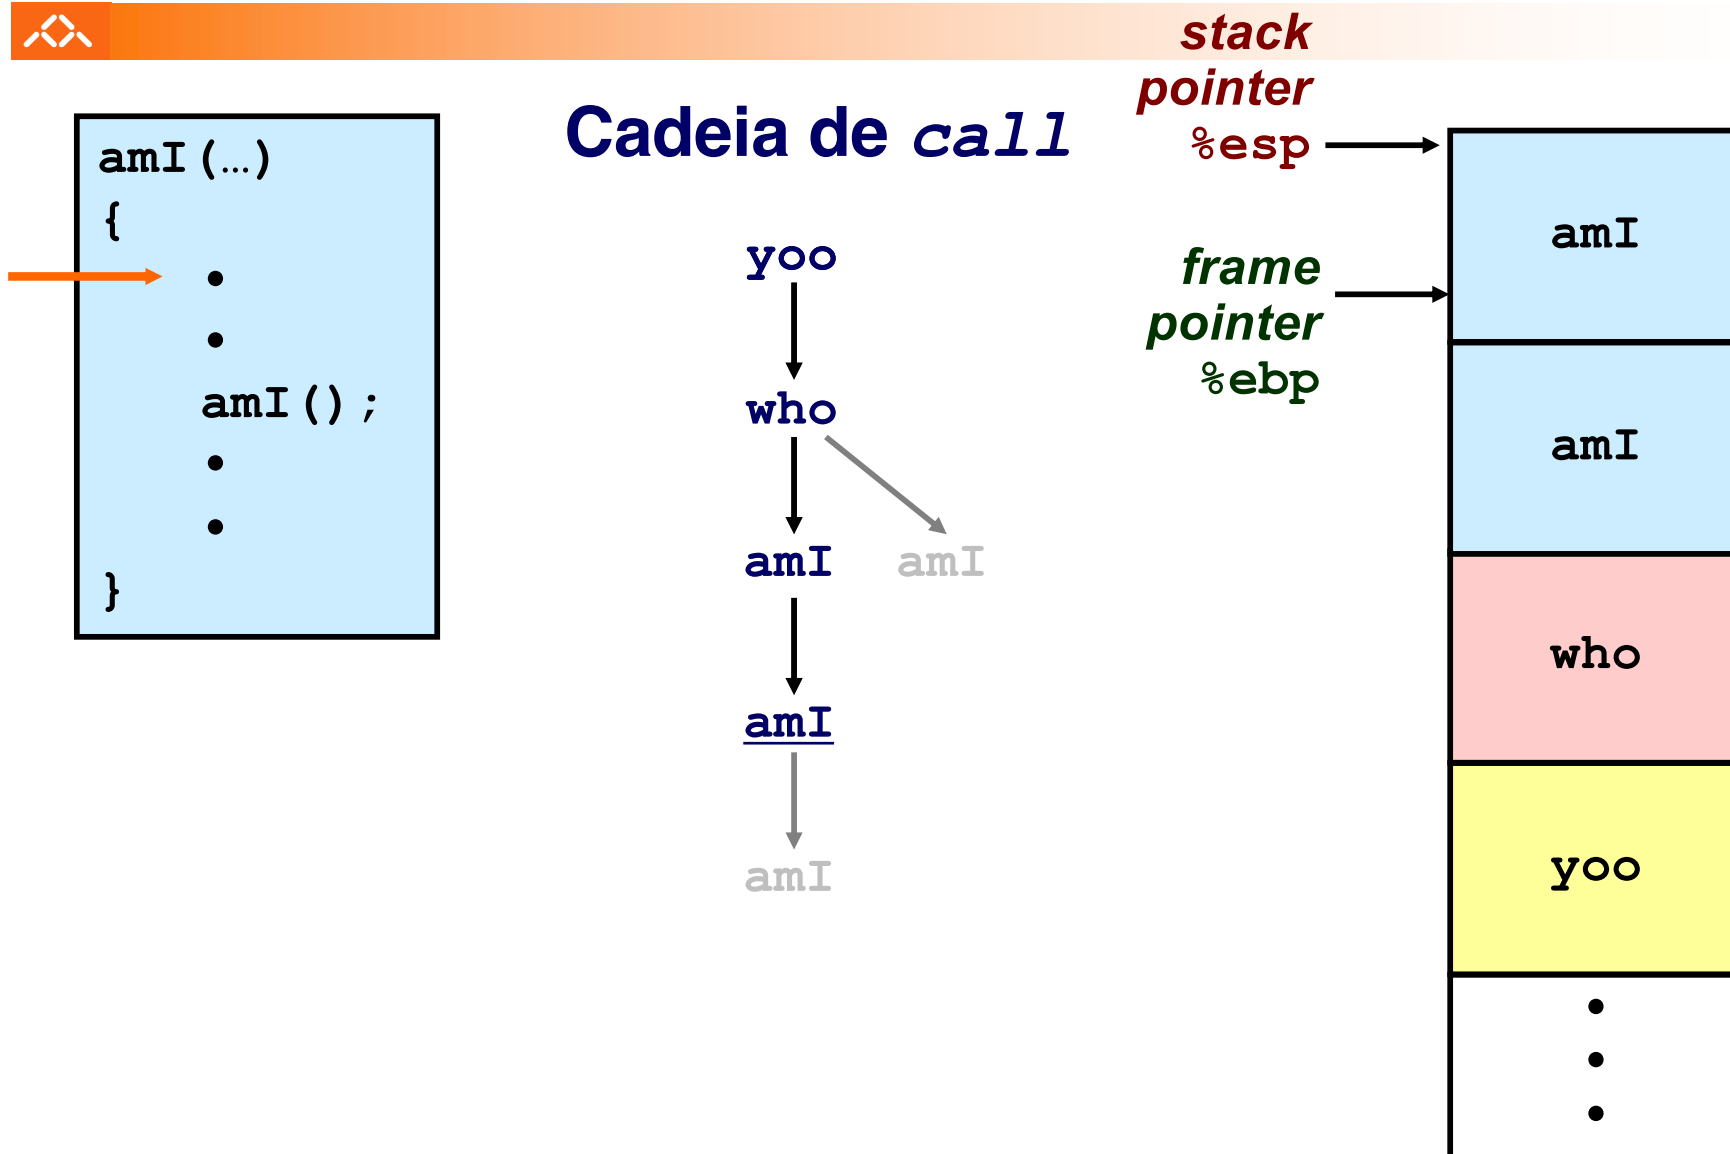 Cadeia de call
amI(…)
{
•
•
amI();
•
•
}
yoo
who
amI amI
amI
amI
stack
pointer
%esp
frame
pointer
%ebp
amI
amI
who
yoo
•
•
•